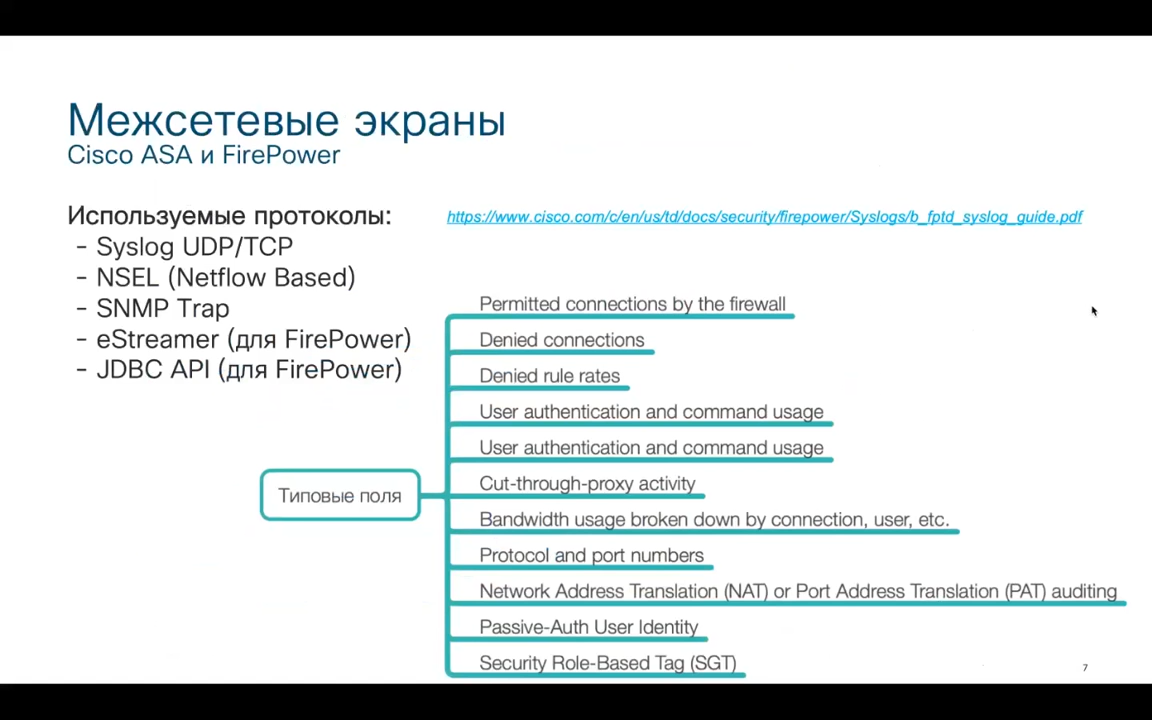 Межсетевые экраны
Cisco ASA и FirePower
Используемые протоколы:
- Syslog UDP/TCP
- NSEL (Netflow Based)
- SNMP Trap
- eStreamer (для FirePower)
- JDBC API (для FirePower)
https://www.cisco.com/c/en/us/td/docs/security/firepower/Syslogs/b_fptd_syslog_guide.pdf
Типовые поля
Permitted connections by the firewall
Denied connections
Denied rule rates
User authentication and command usage
User authentication and command usage
Cut-through-proxy activity
Bandwidth usage broken down by connection, user, etc.
Protocol and port numbers
Network Address Translation (NAT) or Port Address Translation (PAT) auditing
Passive-Auth User Identity
Security Role-Based Tag (SGT)
7